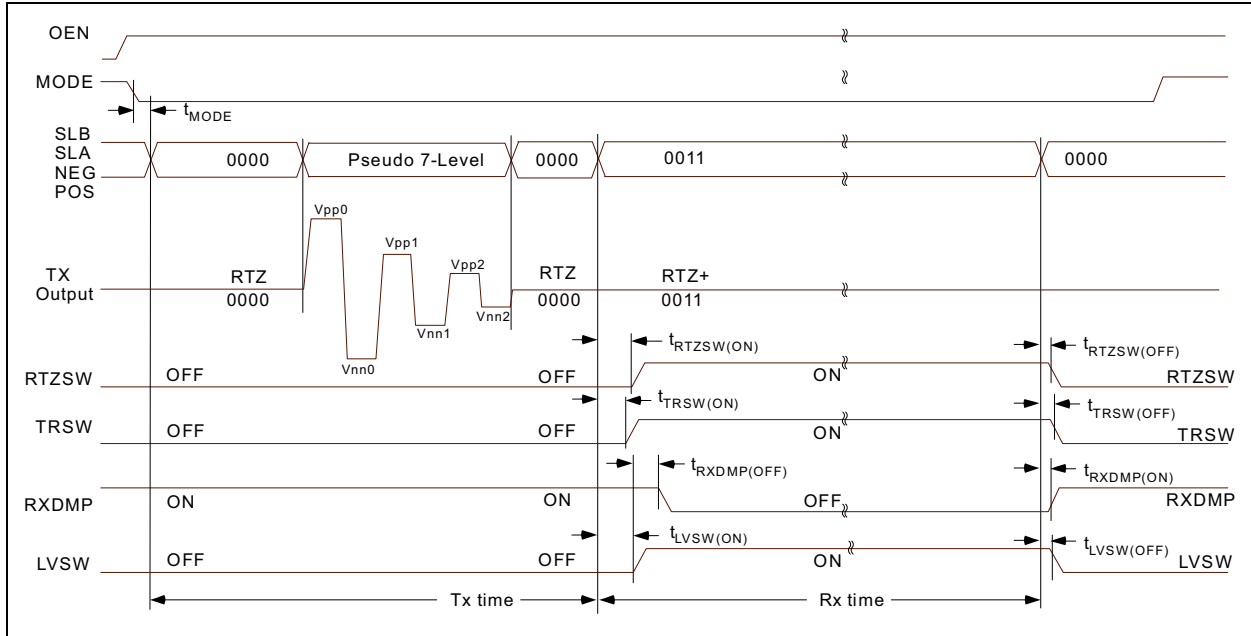 OEN
MODE
tMODE
SLB
SLA
NEG
POS
0000
Pseudo 7-Level
0000
0011
0000
Vpp0
Vpp1
Vpp2
TX
Output
RTZ
0000
RTZ
0000
RTZ+
0011
Vnn0
Vnn1
Vnn2
tRTZSW(ON)
tRTZSW(OFF)
RTZSW
OFF
OFF
ON
RTZSW
tTRSW(ON)
tTRSW(OFF)
TRSW
OFF
OFF
ON
TRSW
tRXDMP(OFF)
tRXDMP(ON)
RXDMP
ON
ON
OFF
RXDMP
tLVSW(ON)
tLVSW(OFF)
LVSW
OFF
OFF
ON
LVSW
Tx time
Rx time